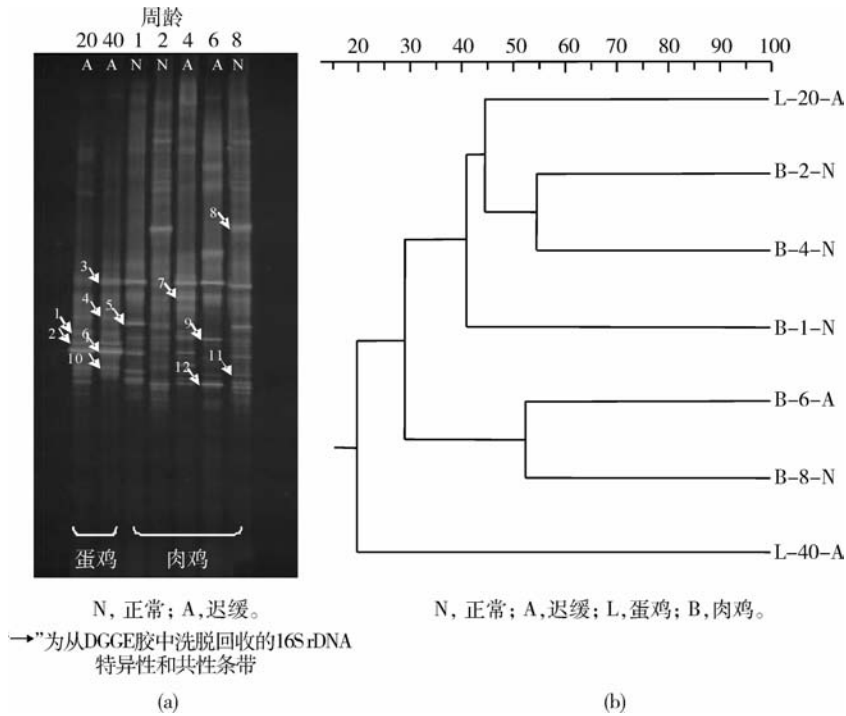 周龄
20 40 1 2 4 6 8
A A N N A A N
8
3
7
4
5
1
2
6
9
10
11
12
蛋鸡 肉鸡
N, 正常; A, 迟缓。
→”为从DGGE胶中洗脱回收的16S rDNA
特异性和共性条带
(a)
20 30 40 50 60 70 80 90 100
L-20-A
B-2-N
B-4-N
B-1-N
B-6-A
B-8-N
L-40-A
N, 正常; A, 迟缓; L, 蛋鸡; B, 肉鸡。
(b)